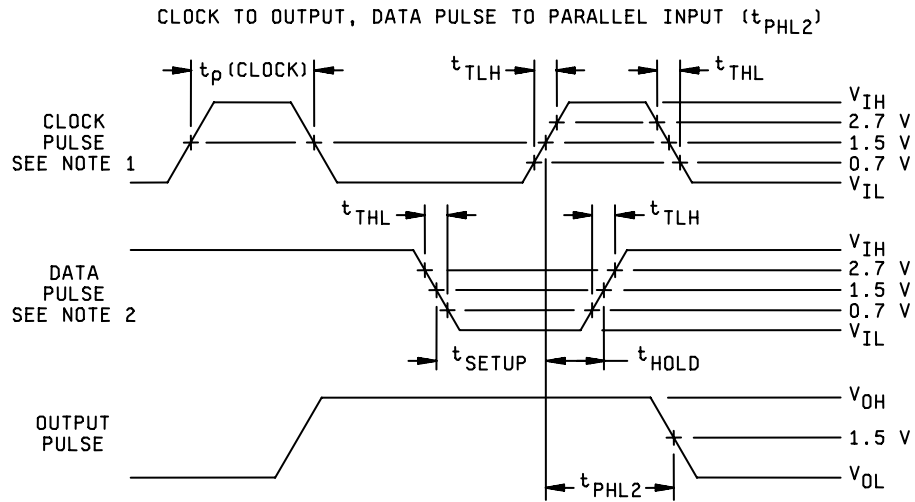 CLOCK TO OUTPUT, DATA PULSE TO PARALLEL INPUT (tPHL2)
tp(CLOCK)
tTLH
tTHL
CLOCK
PULSE
SEE NOTE 1
VIH
2.7 V
1.5 V
0.7 V
VIL
tTHL
tTLH
DATA
PULSE
SEE NOTE 2
VIH
2.7 V
1.5 V
0.7 V
VIL
tSETUP
tHOLD
OUTPUT
PULSE
VOH
1.5 V
VOL
tPHL2